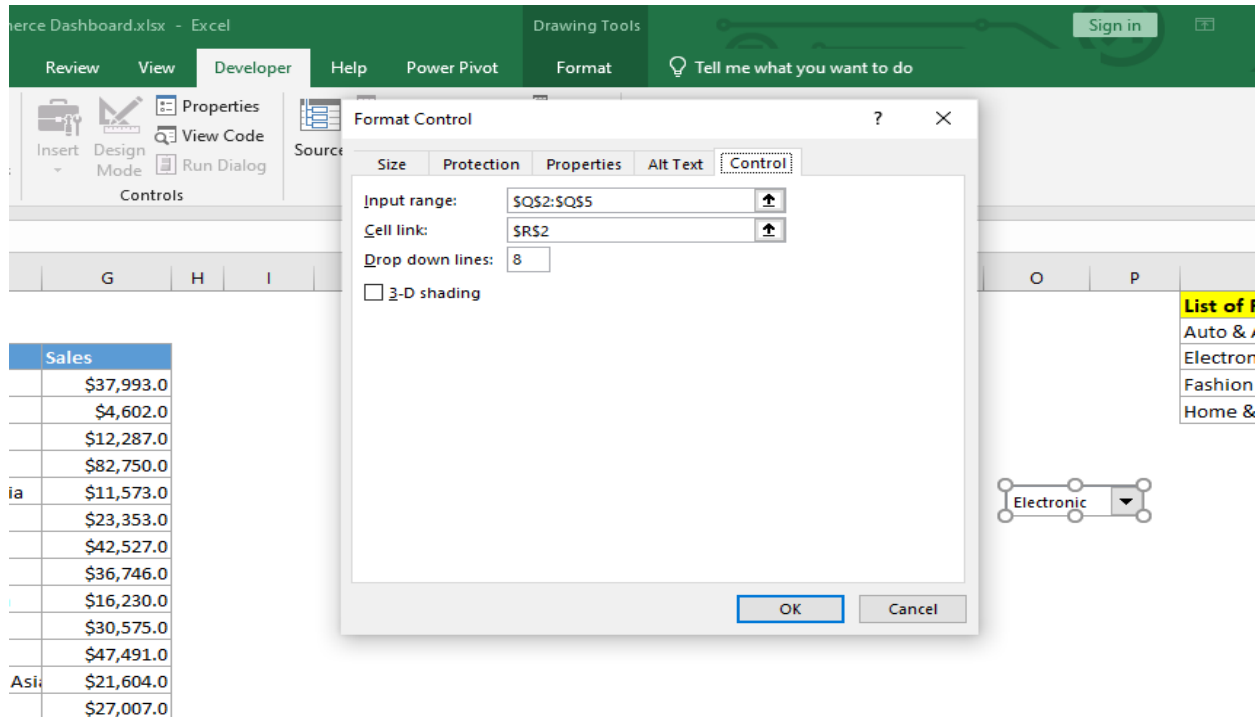 erce Dashboard.xlsx - Excel
Drawing Tools
Sign in
Review View Developer Help Power Pivot Format Tell me what you want to do
Insert
Design Mode
Properties
View Code
Run Dialog
Source
Controls
Format Control ? ×
Size Protection Properties Alt Text Control
Input range: $Q$2:$Q$5
Cell link: $R$2
Drop down lines: 8
3-D shading
OK Cancel
G H I O P
List of
Auto &
Electron
Fashion
Home &
Electronic
Sales
$37,993.0
$4,602.0
$12,287.0
$82,750.0
ia $11,573.0
$23,353.0
$42,527.0
$36,746.0
$16,230.0
$30,575.0
$47,491.0
Asia $21,604.0
$27,007.0